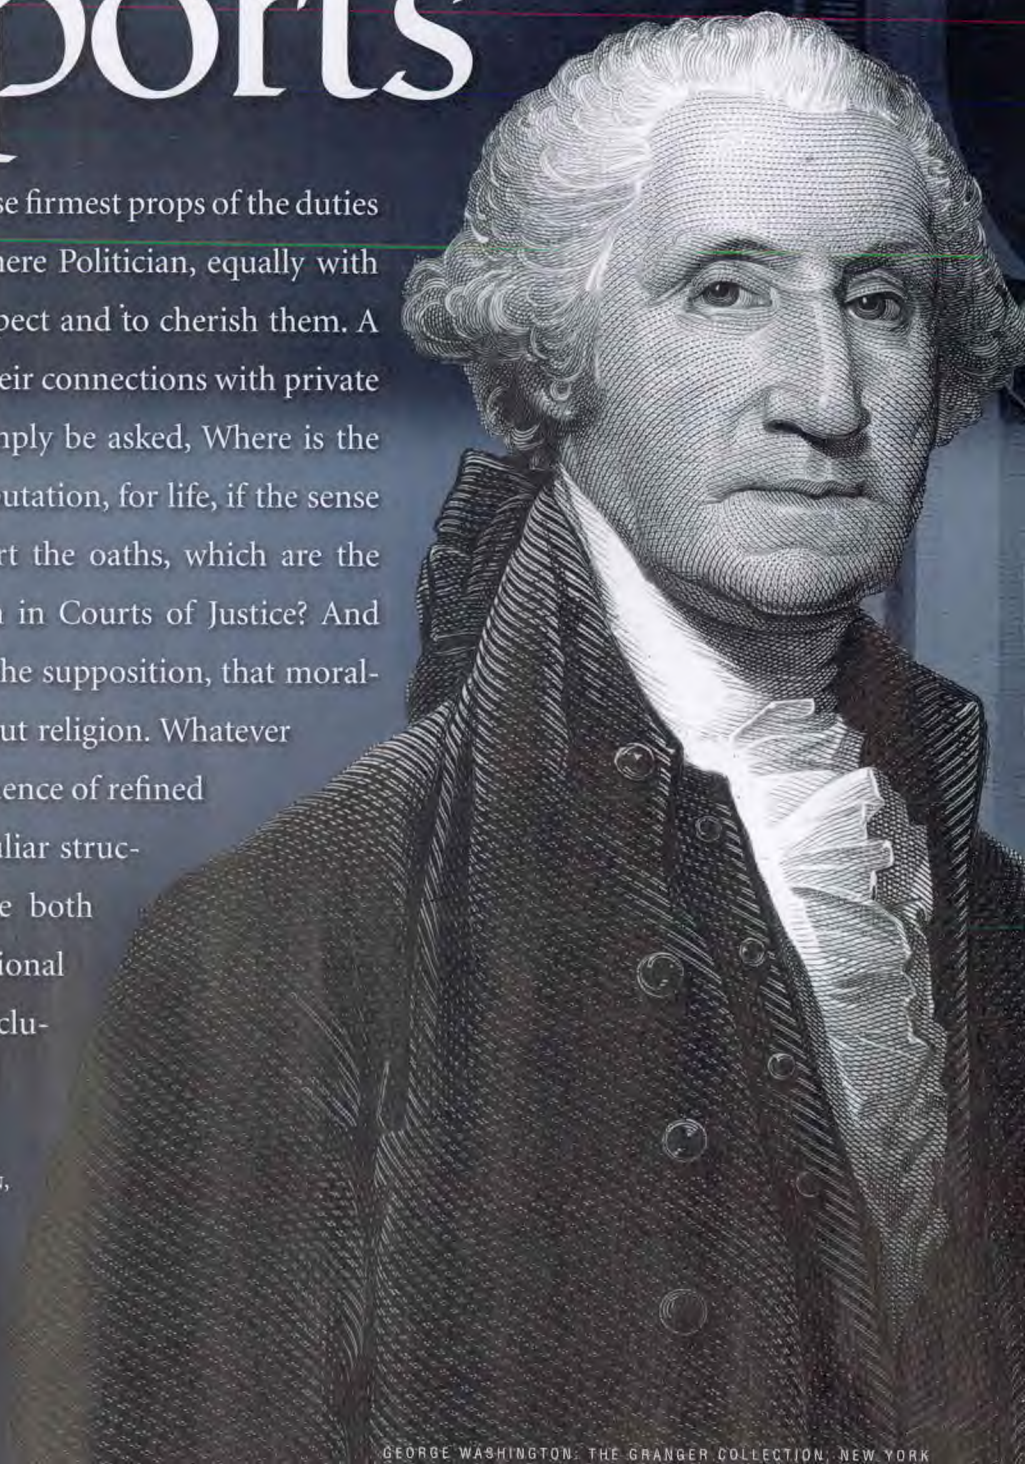 ports
se firmest props of the duties
nere Politician, equally with
pect and to cherish them. A
eir connections with private
nply be asked, Where is the
utation, for life, if the sense
rt the oaths, which are the
n in Courts of Justice? And
he supposition, that moral-
ut religion. Whatever
ence of refined
liar struc-
e both
ional
clu-
GEORGE WASHINGTON: THE GRANGER COLLECTION, NEW YORK